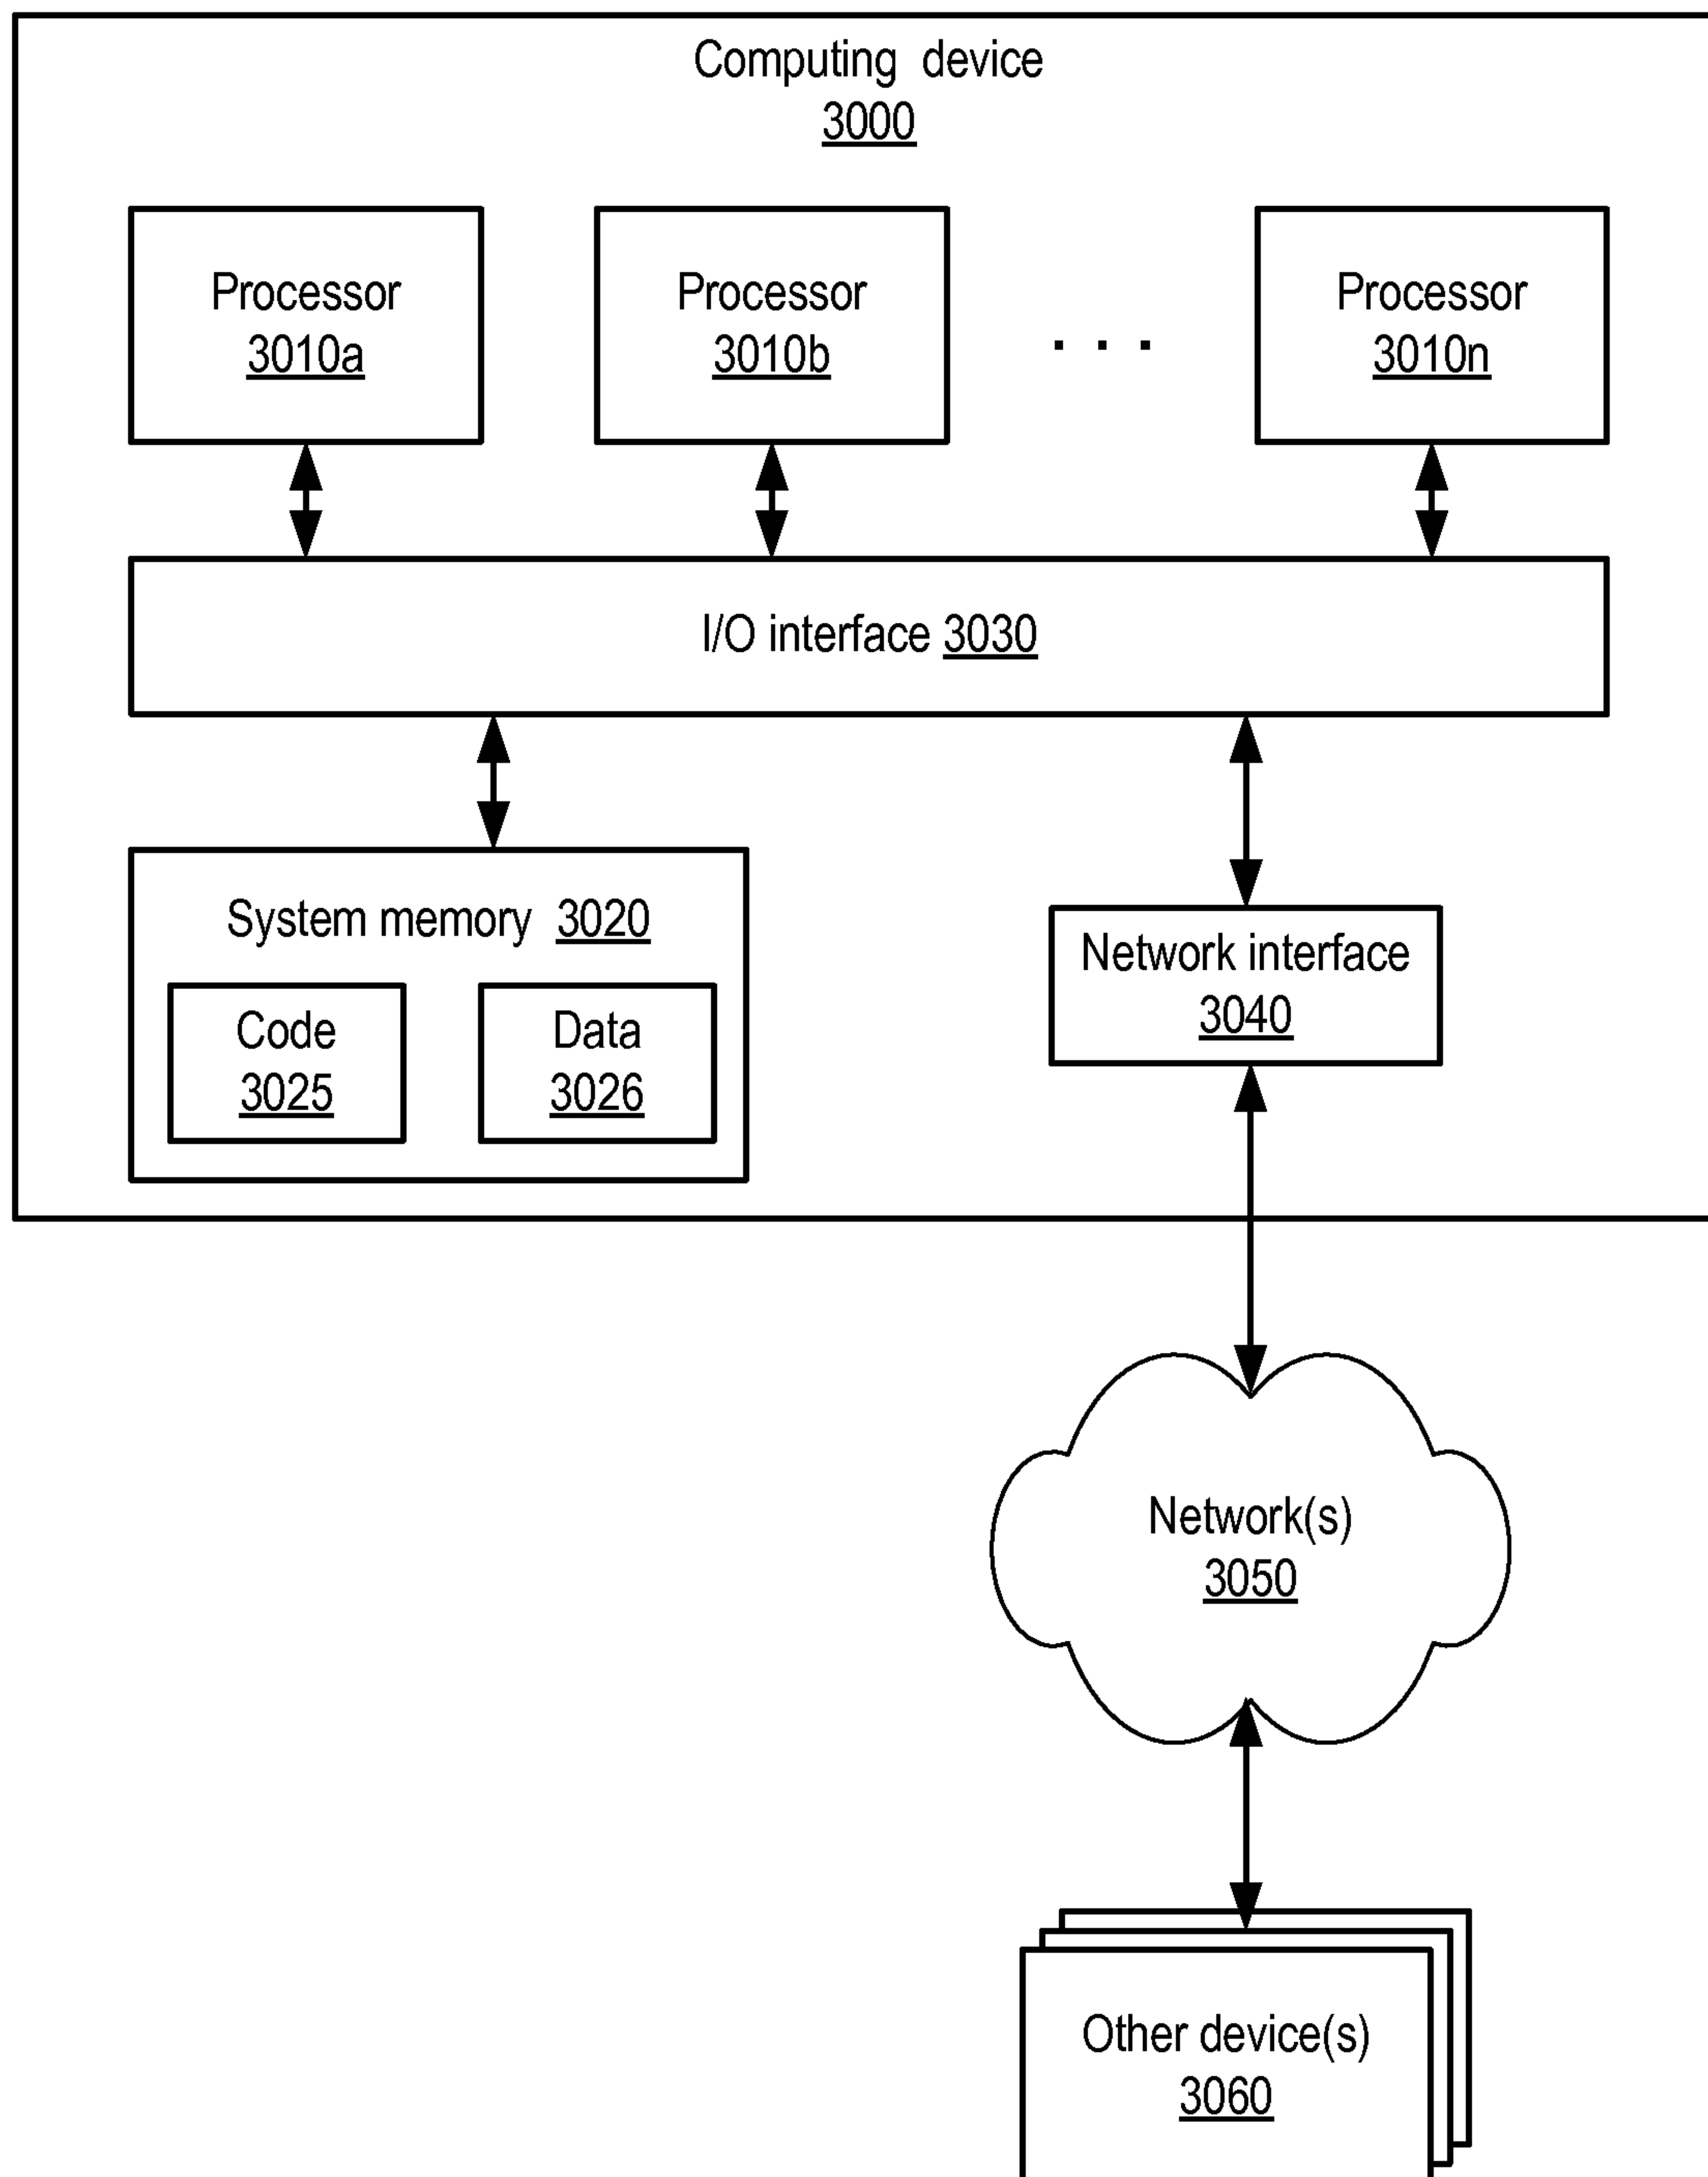 Computing device
3000
Processor
3010a
Processor
3010b
. . .
Processor
3010n
I/O interface 3030
System memory 3020
Code
3025
Data
3026
Network interface
3040
Network(s)
3050
Other device(s)
3060